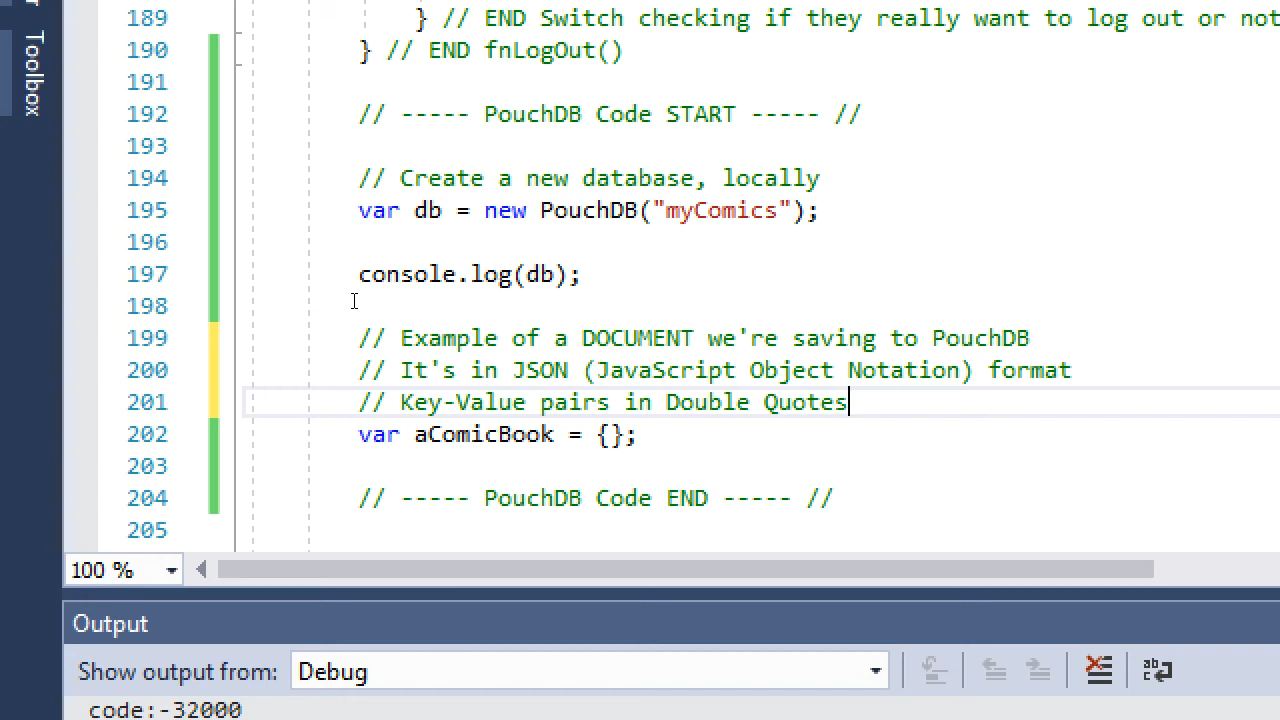 Toolbox
189 } // END Switch checking if they really want to log out or not
190 } // END fnLogOut()
191
192 // ----- PouchDB Code START ----- //
193
194 // Create a new database, locally
195 var db = new PouchDB("myComics");
196
197 console.log(db);
198
199 // Example of a DOCUMENT we're saving to PouchDB
200 // It's in JSON (JavaScript Object Notation) format
201 // Key-Value pairs in Double Quotes
202 var aComicBook = {};
203
204 // ----- PouchDB Code END ----- //
205
100 %
Output
Show output from: Debug
code:-32000